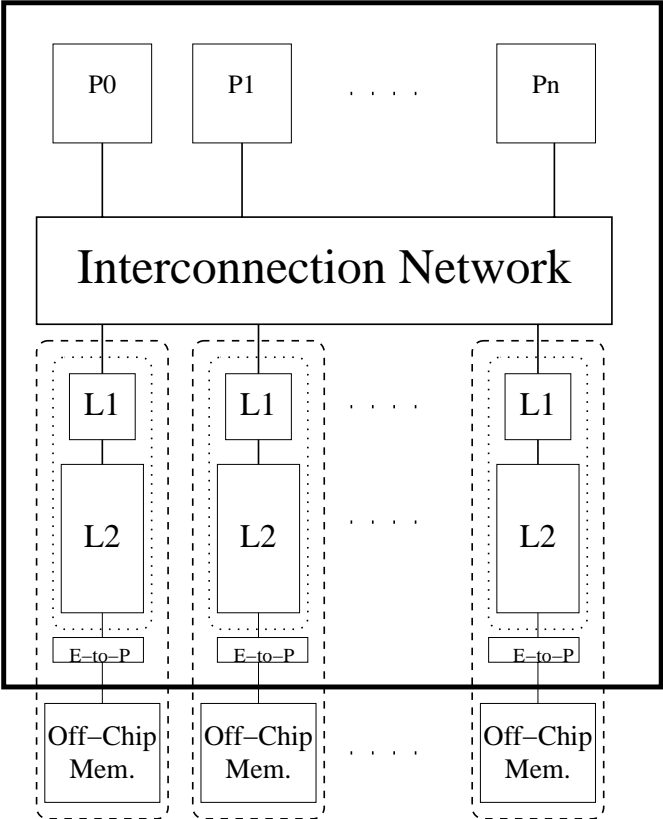 P0 P1 . . . . Pn
Interconnection Network
L1 L1 . . . . L1
L2 L2 . . . . L2
E–to–P E–to–P E–to–P
Off–Chip Off–Chip Off–Chip
Mem. Mem. . . . . Mem.